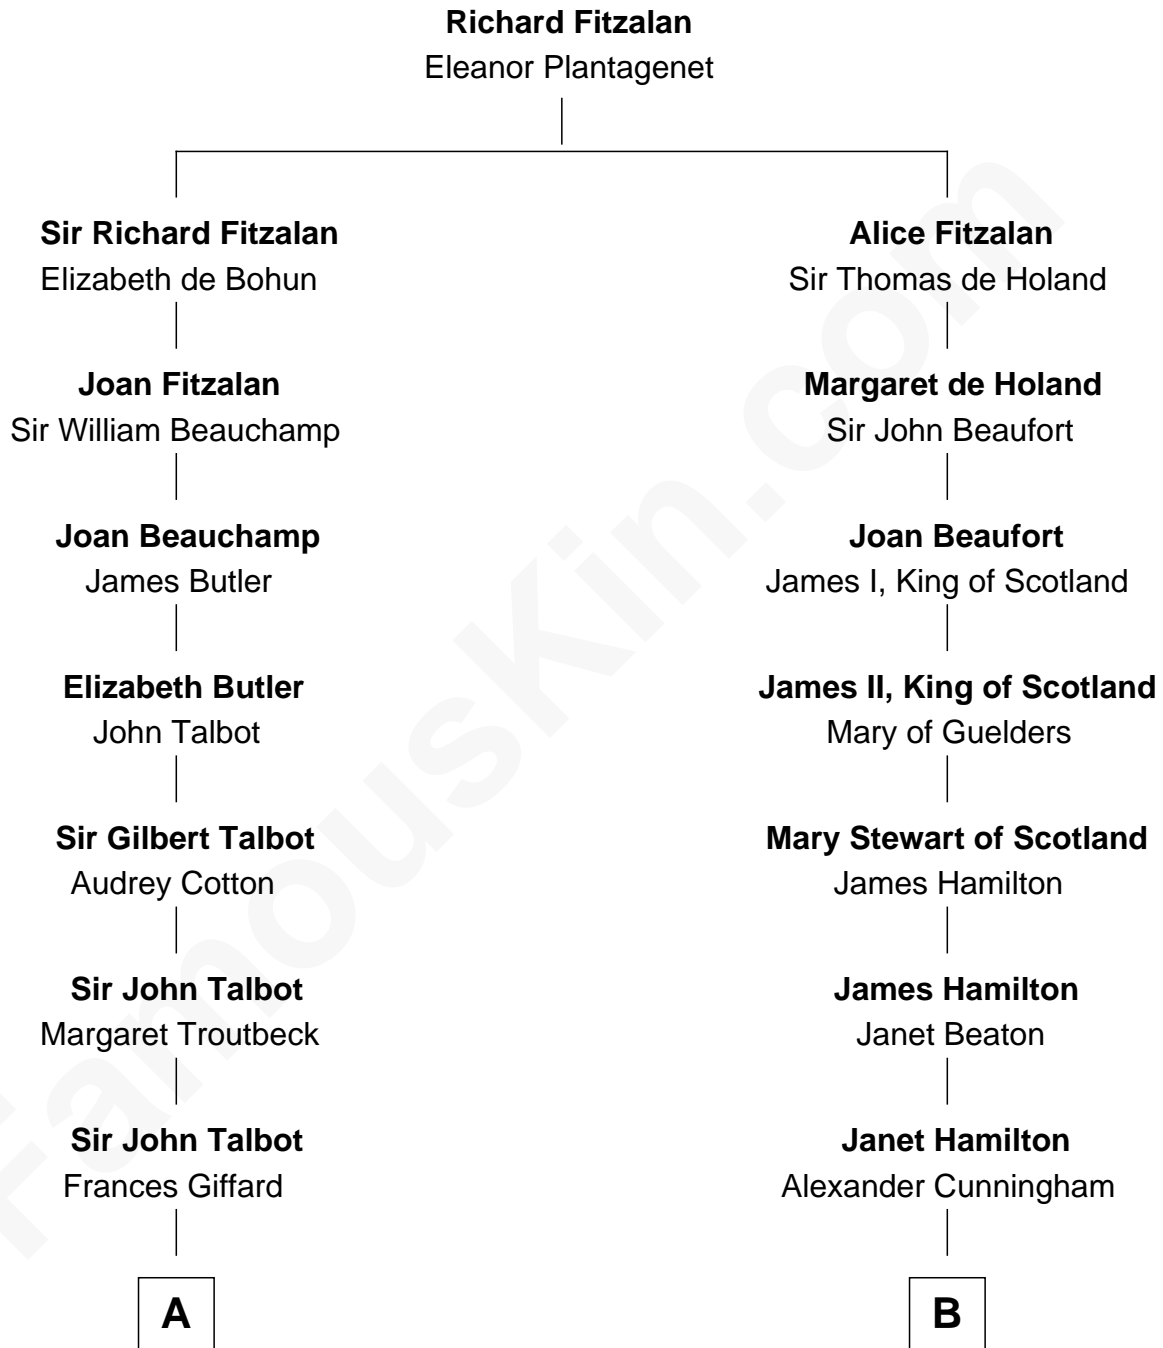 Richard Fitzalan
Eleanor Plantagenet
Sir Richard Fitzalan
Elizabeth de Bohun
Alice Fitzalan
Sir Thomas de Holand
Joan Fitzalan
Sir William Beauchamp
Margaret de Holand
Sir John Beaufort
Joan Beauchamp
James Butler
Joan Beaufort
James I, King of Scotland
Elizabeth Butler
John Talbot
James II, King of Scotland
Mary of Guelders
Sir Gilbert Talbot
Audrey Cotton
Mary Stewart of Scotland
James Hamilton
Sir John Talbot
Margaret Troutbeck
James Hamilton
Janet Beaton
Sir John Talbot
Frances Giffard
Janet Hamilton
Alexander Cunningham
A
B
FamousKin.com